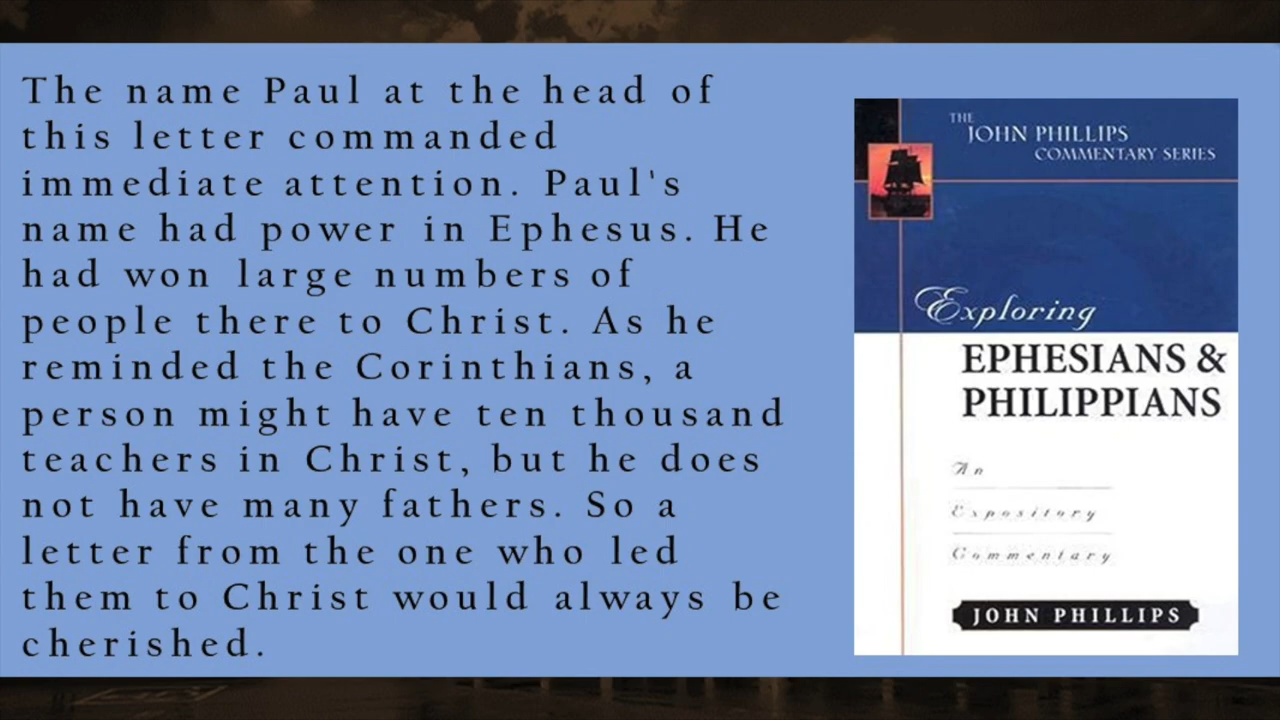 The name Paul at the head of
this letter commanded
immediate attention. Paul's
name had power in Ephesus. He
had won large numbers of
people there to Christ. As he
reminded the Corinthians, a
person might have ten thousand
teachers in Christ, but he does
not have many fathers. So a
letter from the one who led
them to Christ would always be
cherished.
THE
JOHN PHILLIPS
COMMENTARY SERIES
Exploring
EPHESIANS &
PHILIPPIANS
An
Expository
Commentary
JOHN PHILLIPS